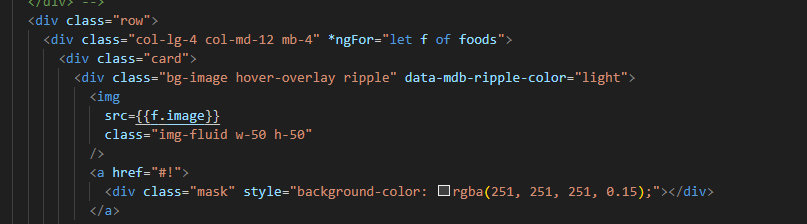 </div> -->
<div class="row">
<div class="col-lg-4 col-md-12 mb-4" *ngFor="let f of foods">
<div class="card">
<div class="bg-image hover-overlay ripple" data-mdb-ripple-color="light">
<img
src={{f.image}}
class="img-fluid w-50 h-50"
/>
<a href="#!">
<div class="mask" style="background-color: rgba(251, 251, 251, 0.15);"></div>
</a>